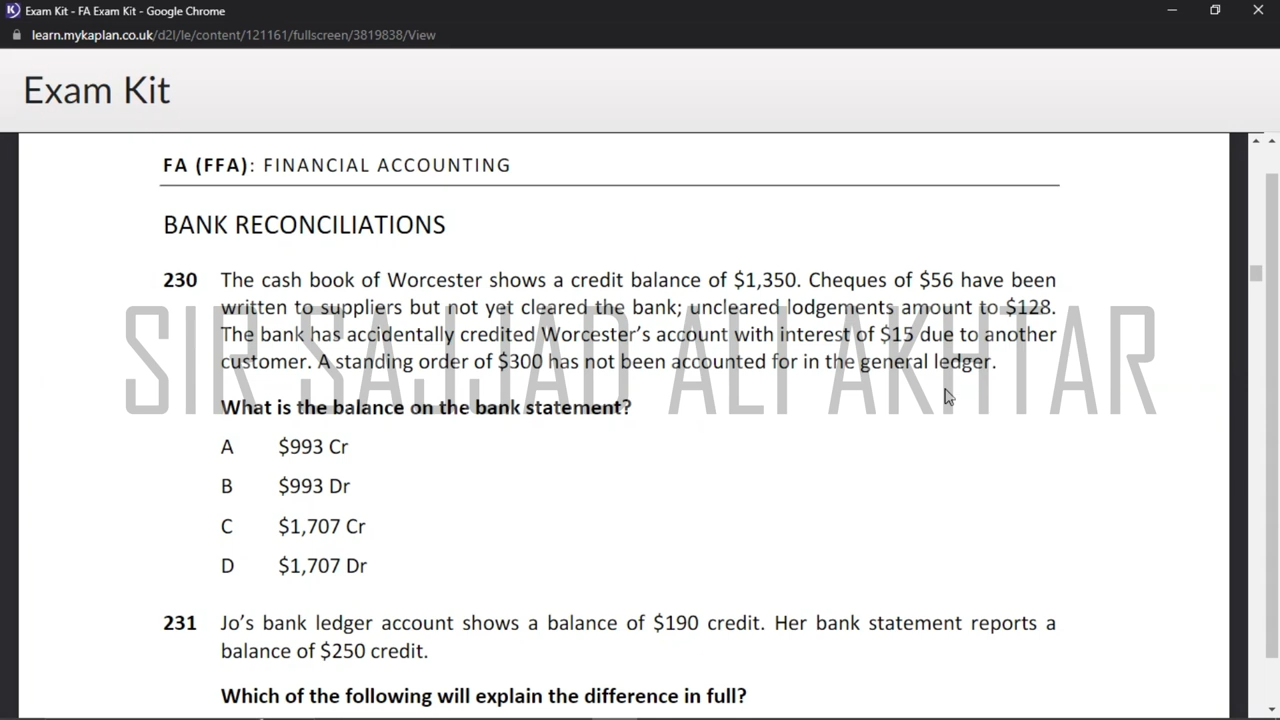 Exam Kit - FA Exam Kit - Google Chrome
learn.mykaplan.co.uk/d2l/le/content/121161/fullscreen/3819838/View
Exam Kit
FA (FFA): FINANCIAL ACCOUNTING
BANK RECONCILIATIONS
230 The cash book of Worcester shows a credit balance of $1,350. Cheques of $56 have been
written to suppliers but not yet cleared the bank; uncleared lodgements amount to $128.
The bank has accidentally credited Worcester's account with interest of $15 due to another
customer. A standing order of $300 has not been accounted for in the general ledger.
SIR SAJJAD ALI AKHTAR
What is the balance on the bank statement?
A $993 Cr
B $993 Dr
C $1,707 Cr
D $1,707 Dr
231 Jo's bank ledger account shows a balance of $190 credit. Her bank statement reports a
balance of $250 credit.
Which of the following will explain the difference in full?